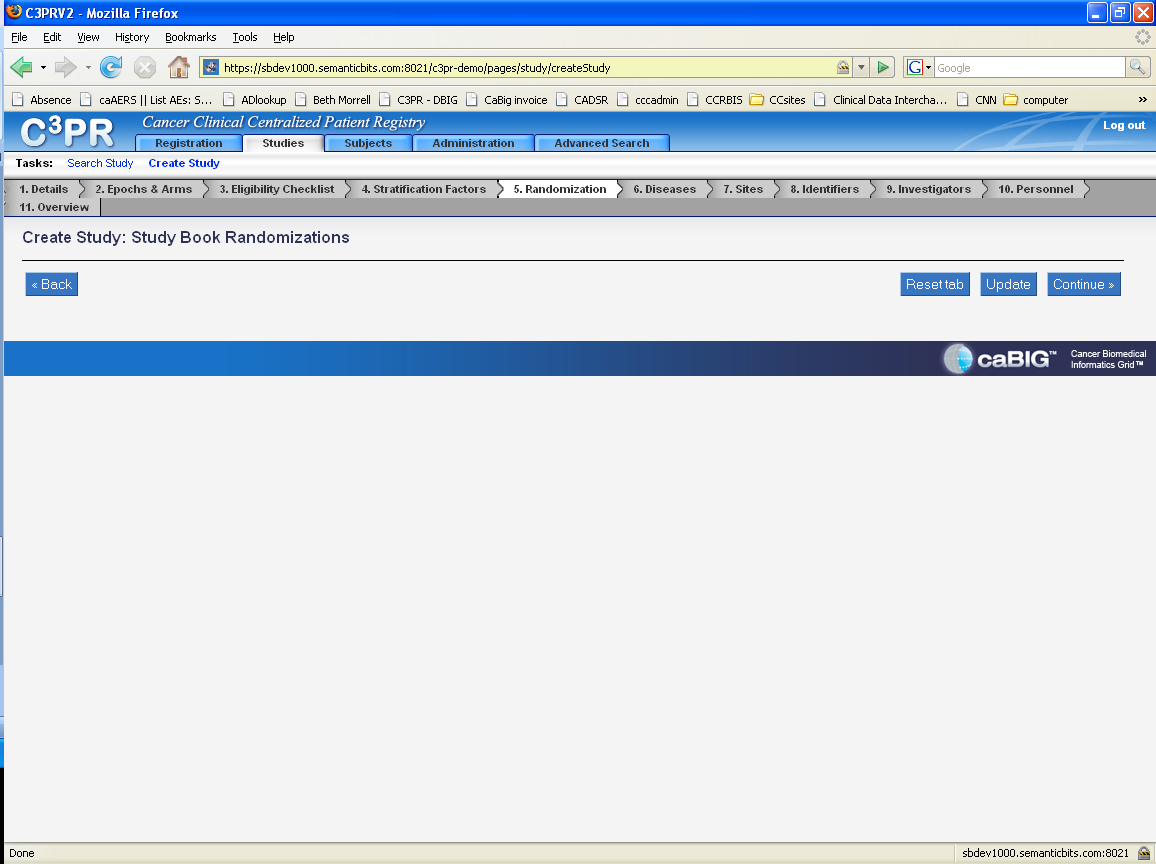 C3PRV2 - Mozilla Firefox
File Edit View History Bookmarks Tools Help
https://sbdev1000.semanticbits.com:8021/c3pr-demo/pages/study/createStudy G Google
Absence caAERS || List AEs: S... ADlookup Beth Morrell C3PR - DBIG CaBig invoice CADSR cccadmin CCRBIS CCsites Clinical Data Intercha... CNN computer »
C3PR Cancer Clinical Centralized Patient Registry Log out
Registration Studies Subjects Administration Advanced Search
Tasks: Search Study Create Study
1. Details 2. Epochs & Arms 3. Eligibility Checklist 4. Stratification Factors 5. Randomization 6. Diseases 7. Sites 8. Identifiers 9. Investigators 10. Personnel
11. Overview
Create Study: Study Book Randomizations
« Back Reset tab Update Continue »
caBIG™ Cancer Biomedical
Informatics Grid™
Done sbdev1000.semanticbits.com:8021